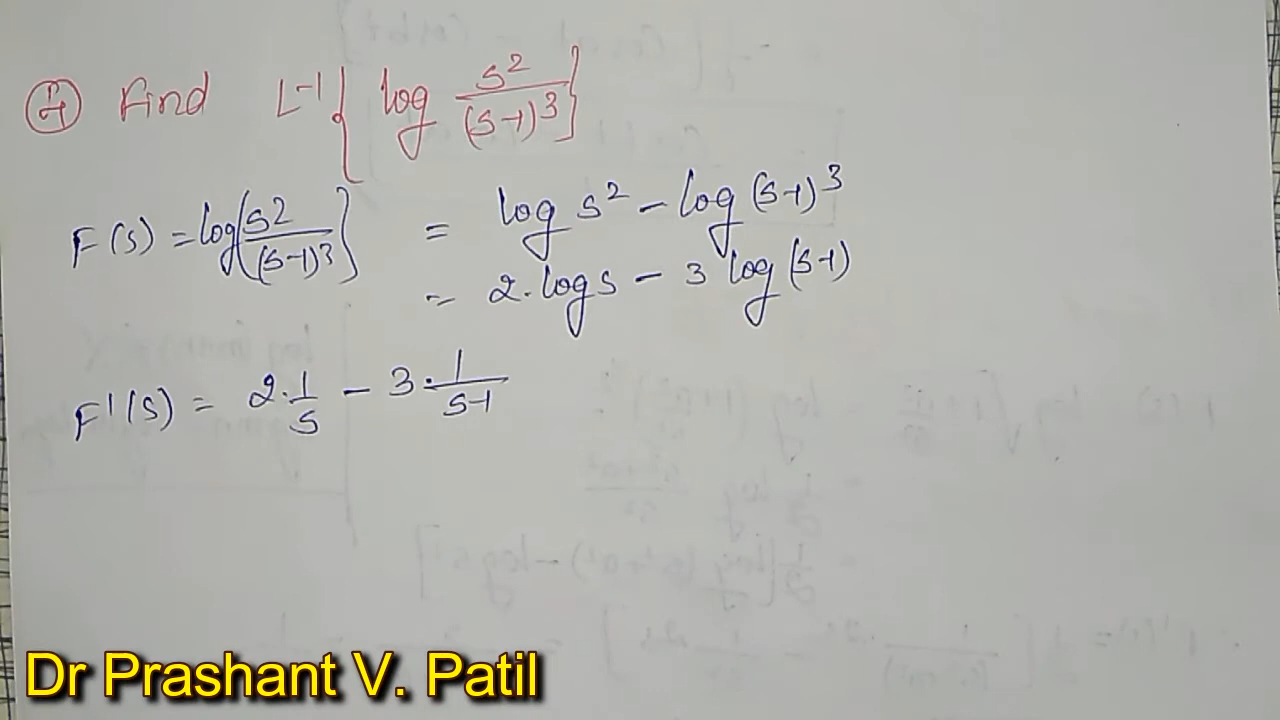 ④ Find L⁻¹{ log s²/(s-1)³ }
F(s) = log{ s²/(s-1)³ } = log s² - log (s-1)³
= 2. log s - 3 log (s-1)
F'(s) = 2. 1/s - 3. 1/(s-1)
Dr Prashant V. Patil